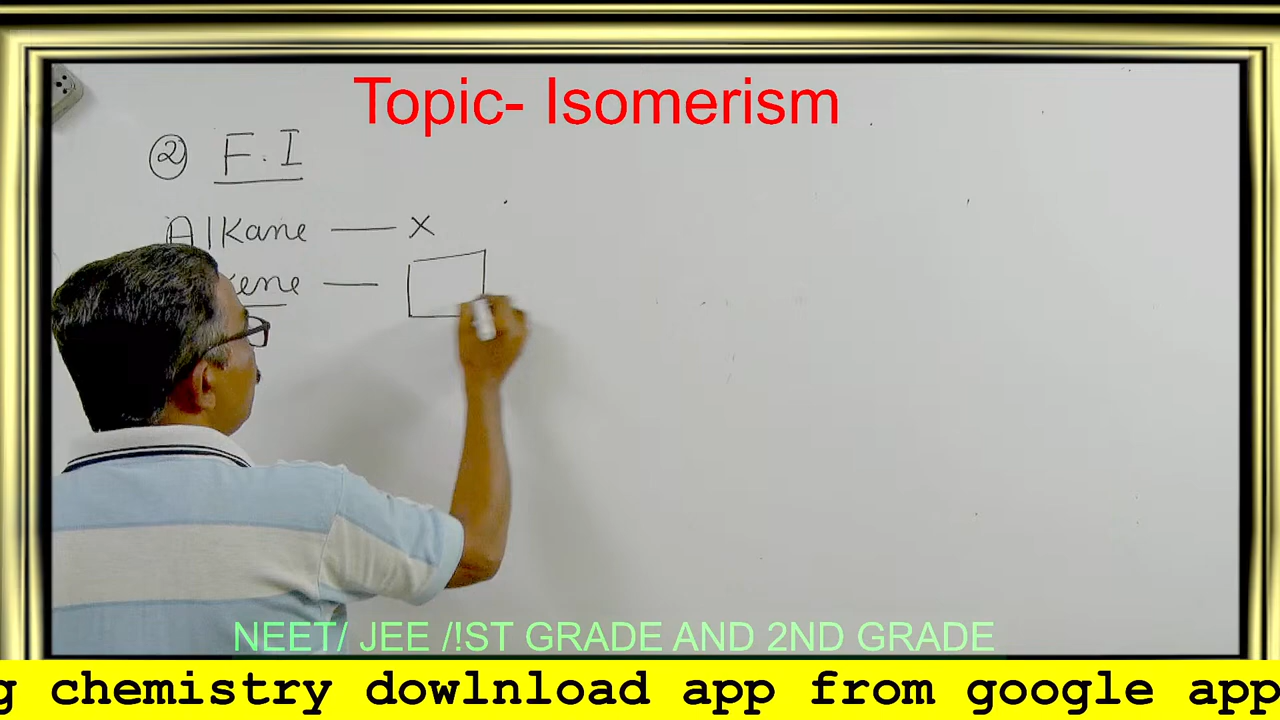 Topic- Isomerism
② F.I
Alkane — X
—
NEET/ JEE /!ST GRADE AND 2ND GRADE
g chemistry dowlnload app from google app